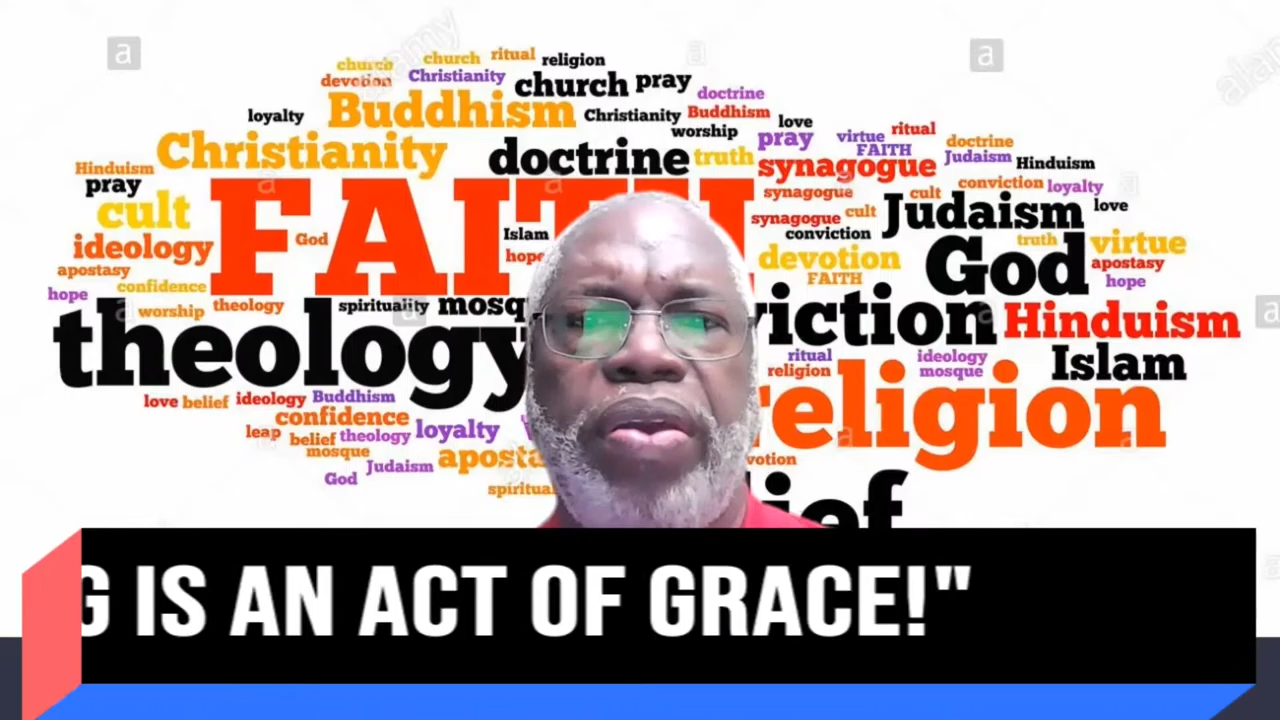 church church ritual religion
devotion Christianity church pray doctrine
loyalty Buddhism Christianity Buddhism love
worship pray virtue ritual
Christianity doctrine truth FAITH doctrine
Hinduism synagogue Judaism Hinduism
pray synagogue cult conviction loyalty
cult FAITH synagogue cult Judaism love
ideology God Islam conviction truth virtue
apostasy hope devotion God apostasy
hope confidence FAITH hope
worship theology spirituality Hinduism
theology ritual ideology Islam
religion mosque
love belief ideology Buddhism religion
confidence
leap belief theology loyalty
mosque
Judaism
God
G IS AN ACT OF GRACE!"
alamy
a